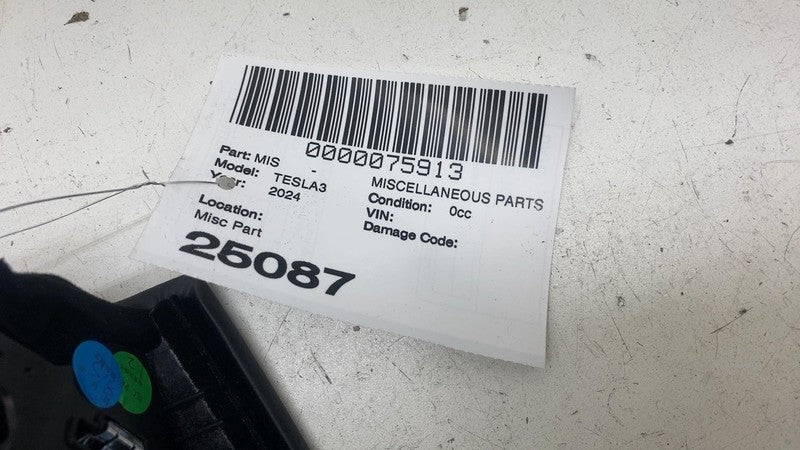 0000075913
Part: MIS - MISCELLANEOUS PARTS
Model: TESLA3 Condition: 0cc
Year: 2024 VIN:
Location: Damage Code:
Misc Part
25087